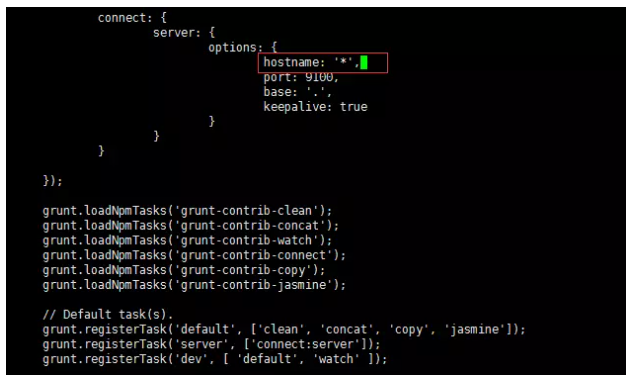 connect: {
server: {
options: {
hostname: '*',
port: 9100,
base: '.',
keepalive: true
}
}
}
});
grunt.loadNpmTasks('grunt-contrib-clean');
grunt.loadNpmTasks('grunt-contrib-concat');
grunt.loadNpmTasks('grunt-contrib-watch');
grunt.loadNpmTasks('grunt-contrib-connect');
grunt.loadNpmTasks('grunt-contrib-copy');
grunt.loadNpmTasks('grunt-contrib-jasmine');
// Default task(s).
grunt.registerTask('default', ['clean', 'concat', 'copy', 'jasmine']);
grunt.registerTask('server', ['connect:server']);
grunt.registerTask('dev', [ 'default', 'watch' ]);